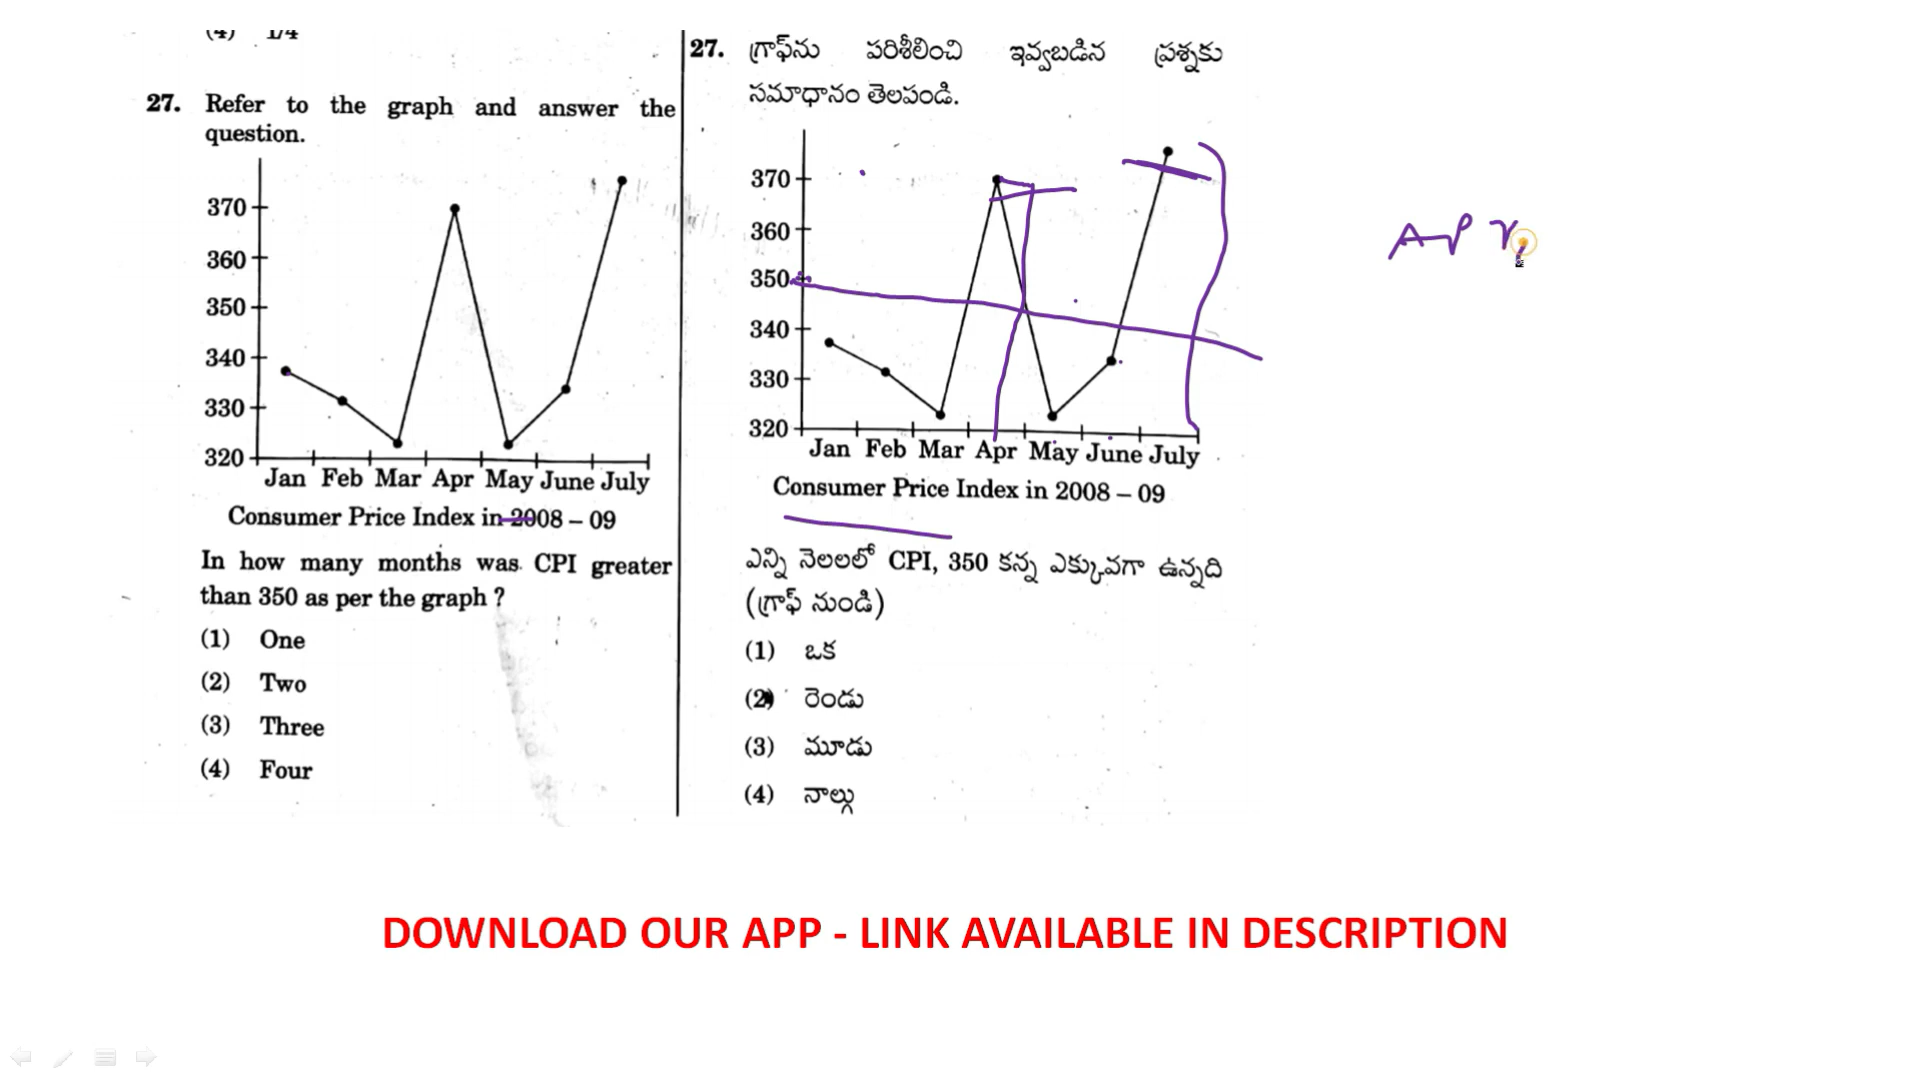 27. Refer to the graph and answer the
question.
370
360
350
340
330
320
Jan Feb Mar Apr May June July
Consumer Price Index in 2008 – 09
In how many months was CPI greater
than 350 as per the graph ?
(1) One
(2) Two
(3) Three
(4) Four
27. గ్రాఫ్‌ను పరిశీలించి ఇవ్వబడిన ప్రశ్నకు
సమాధానం తెలపండి.
370
360
350
340
330
320
Jan Feb Mar Apr May June July
Consumer Price Index in 2008 – 09
ఎన్ని నెలలలో CPI, 350 కన్న ఎక్కువగా ఉన్నది
(గ్రాఫ్ నుండి)
(1) ఒక
(2) రెండు
(3) మూడు
(4) నాల్గు
DOWNLOAD OUR APP - LINK AVAILABLE IN DESCRIPTION